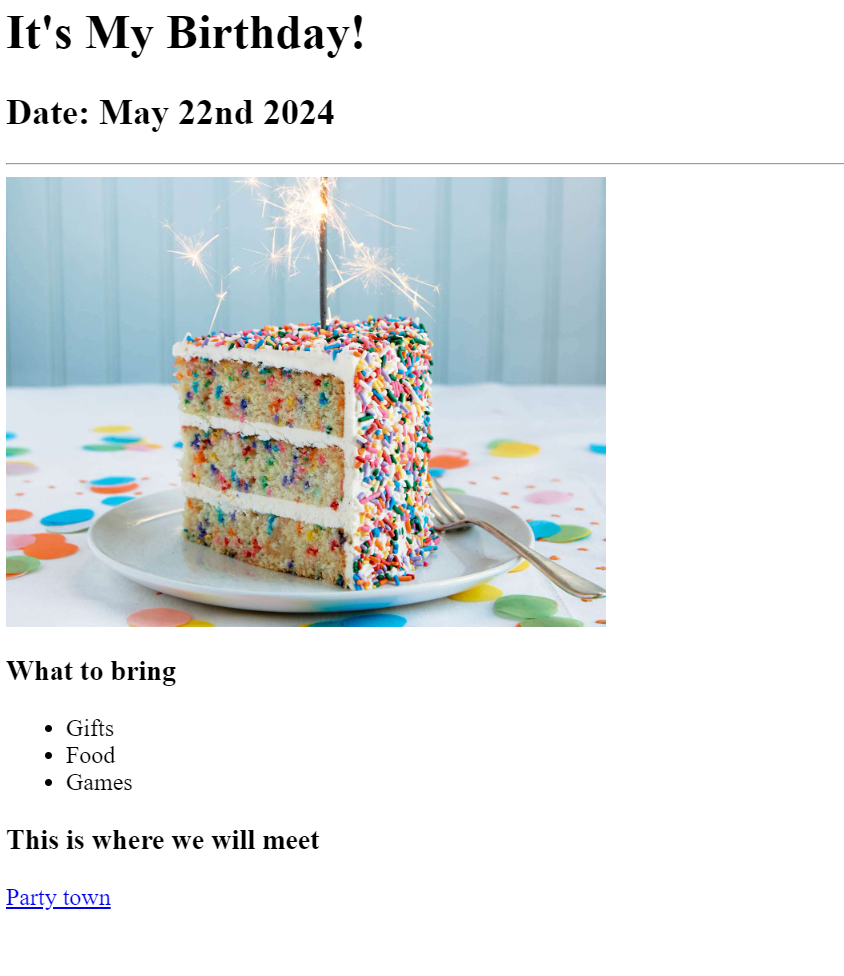 It's My Birthday!
Date: May 22nd 2024
What to bring
Gifts
Food
Games
This is where we will meet
Party town